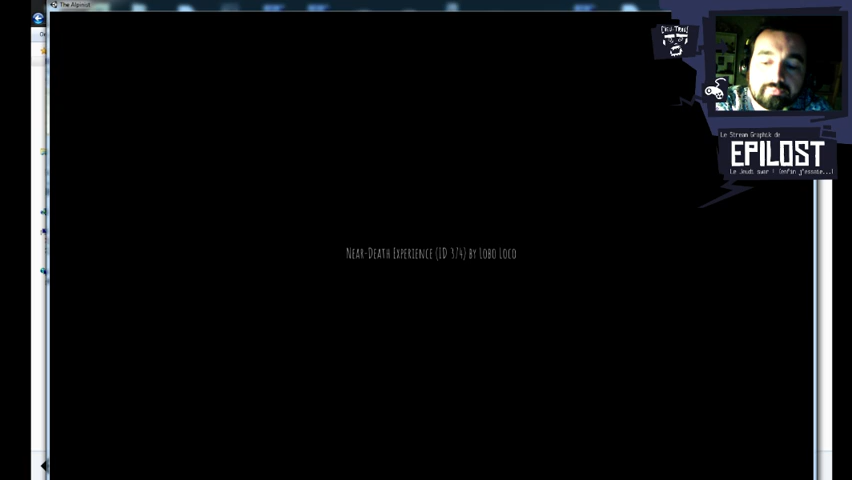 The Alpinist
Near-Death Experience (ID 374) by Lobo Loco
Le Stream Graphik de
EPILOST
Le Jeudi soir ! (enfin j'essaie...)